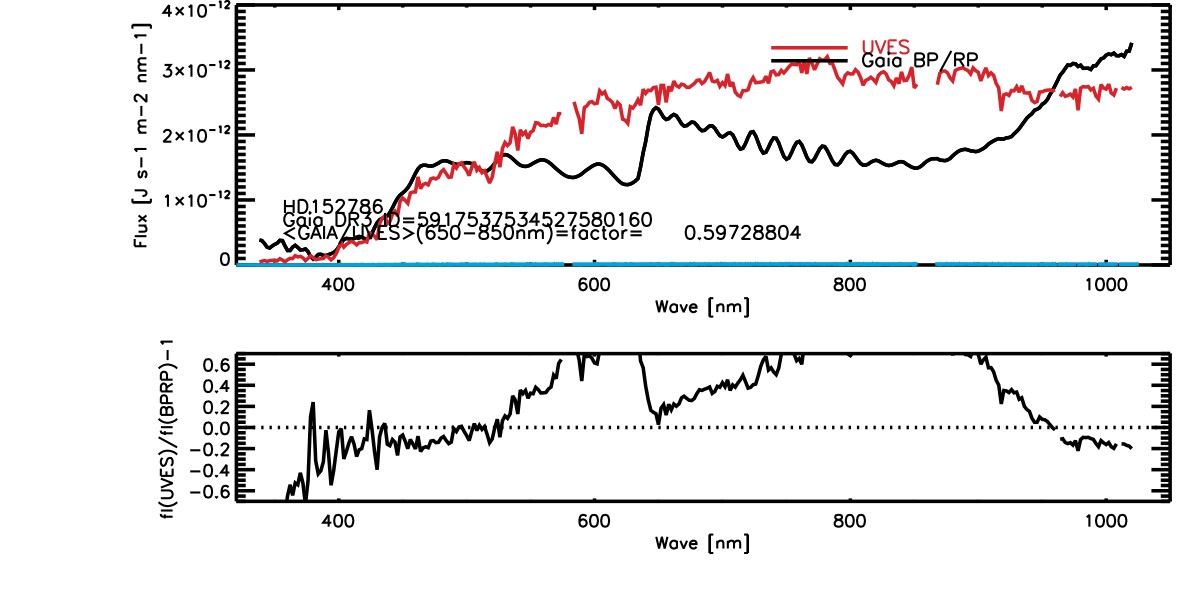 4×10−12
3×10−12
2×10−12
1×10−12
0
Flux [J s−1 m−2 nm−1]
UVES
Gaia BP/RP
HD152786
Gaia DR3 ID=5917537534527580160
<GAIA/UVES>(650−850nm)=factor= 0.59728804
400 600 800 1000
Wave [nm]
fl(UVES)/fl(BPRP)−1
0.6
0.4
0.2
0.0
−0.2
−0.4
−0.6
400 600 800 1000
Wave [nm]